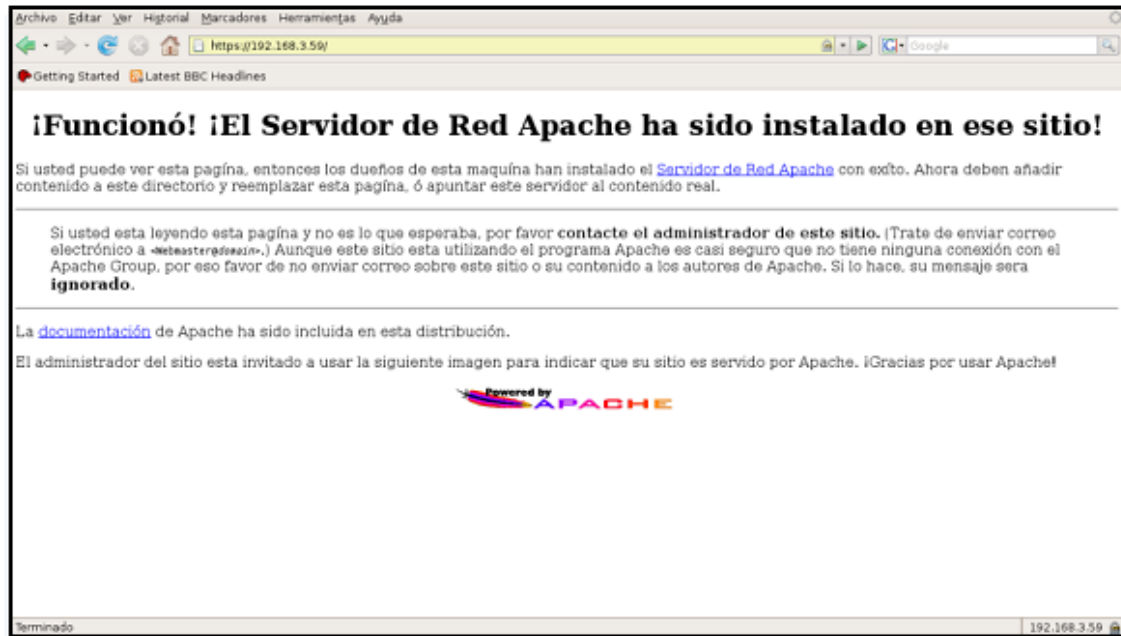 Archivo Editar Ver Historial Marcadores Herramientas Ayuda
https://192.168.3.59/
Google
Getting Started Latest BBC Headlines
¡Funcionó! ¡El Servidor de Red Apache ha sido instalado en ese sitio!
Si usted puede ver esta pagína, entonces los dueños de esta maquína han instalado el Servidor de Red Apache con exíto. Ahora deben añadir
contenido a este directorio y reemplazar esta pagína, ó apuntar este servidor al contenido real.
Si usted esta leyendo esta pagína y no es lo que esperaba, por favor contacte el administrador de este sitio. (Trate de enviar correo
electrónico a <Webmaster@domain>.) Aunque este sitio esta utilizando el programa Apache es casi seguro que no tiene ninguna conexión con el
Apache Group, por eso favor de no enviar correo sobre este sitio o su contenido a los autores de Apache. Si lo hace, su mensaje sera
ignorado.
La documentación de Apache ha sido incluida en esta distribución.
El administrador del sitio esta invitado a usar la siguiente imagen para indicar que su sitio es servido por Apache. ¡Gracias por usar Apache!
Powered by
APACHE
Terminado
192.168.3.59